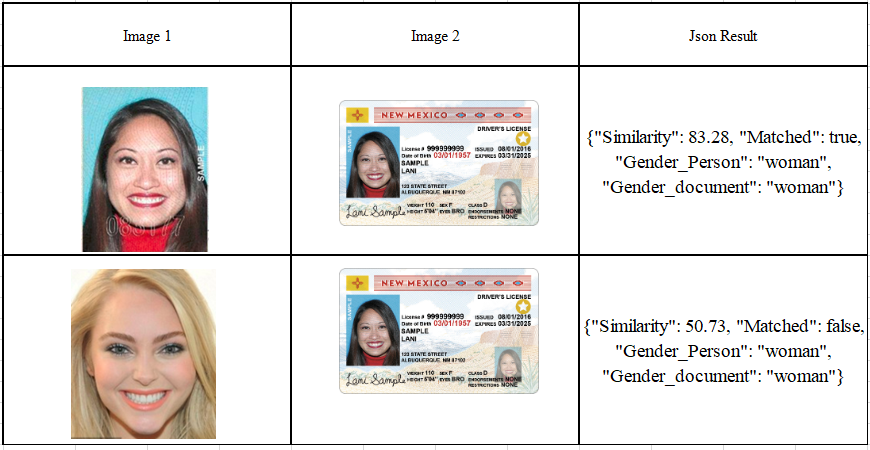 Image 1
Image 2
Json Result
SAMPLE
086177
NEW MEXICO
DRIVER'S LICENSE
SAMPLE
License # 999999999 ISSUED 08/01/2016
Date of Birth 03/01/1957 EXPIRES 03/31/2025
SAMPLE
LANI
123 STATE STREET
ALBUQUERQUE, NM 87102
WEIGHT 110 SEX F CLASS D
HEIGHT 5'04" EYES BRO ENDORSEMENTS NONE
RESTRICTIONS NONE
Lani Sample
{"Similarity": 83.28, "Matched": true,
"Gender_Person": "woman",
"Gender_document": "woman"}
NEW MEXICO
DRIVER'S LICENSE
SAMPLE
License # 999999999 ISSUED 08/01/2016
Date of Birth 03/01/1957 EXPIRES 03/31/2025
SAMPLE
LANI
123 STATE STREET
ALBUQUERQUE, NM 87102
WEIGHT 110 SEX F CLASS D
HEIGHT 5'04" EYES BRO ENDORSEMENTS NONE
RESTRICTIONS NONE
Lani Sample
{"Similarity": 50.73, "Matched": false,
"Gender_Person": "woman",
"Gender_document": "woman"}